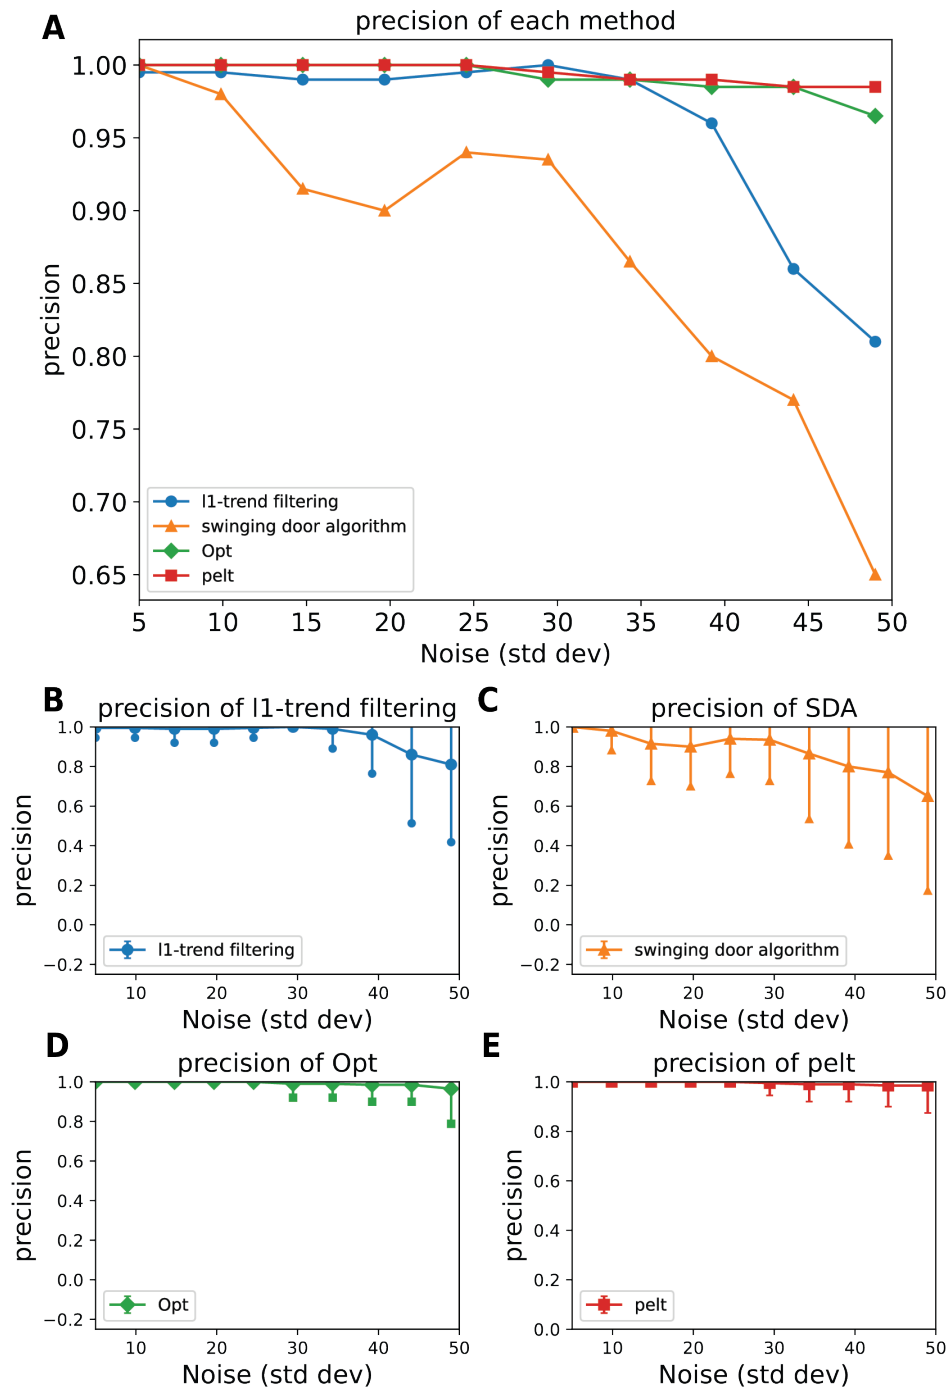 A
precision of each method
1.00
0.95
0.90
0.85
0.80
0.75
0.70
0.65
precision
l1-trend filtering
swinging door algorithm
Opt
pelt
5 10 15 20 25 30 35 40 45 50
Noise (std dev)
B
precision of l1-trend filtering
1.0
0.8
0.6
0.4
0.2
0.0
−0.2
precision
l1-trend filtering
10 20 30 40 50
Noise (std dev)
C
precision of SDA
1.0
0.8
0.6
0.4
0.2
0.0
−0.2
precision
swinging door algorithm
10 20 30 40 50
Noise (std dev)
D
precision of Opt
1.0
0.8
0.6
0.4
0.2
0.0
−0.2
precision
Opt
10 20 30 40 50
Noise (std dev)
E
precision of pelt
1.0
0.8
0.6
0.4
0.2
0.0
precision
pelt
10 20 30 40 50
Noise (std dev)